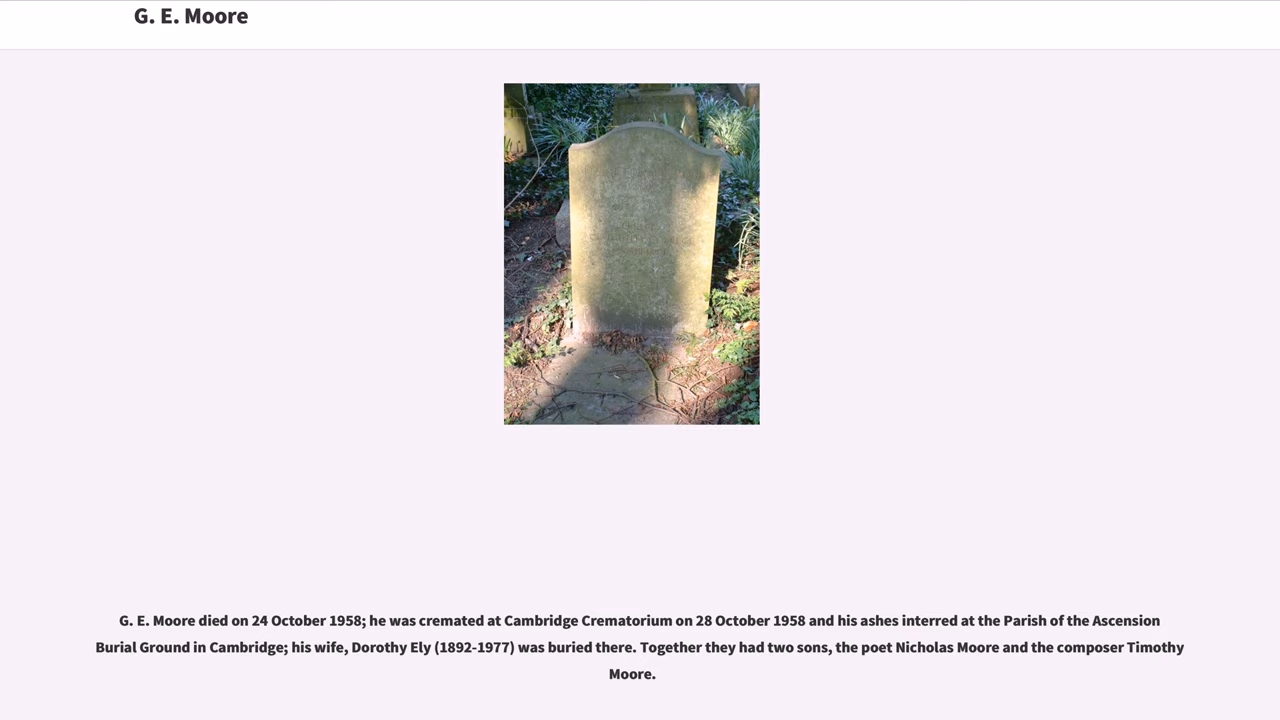 G. E. Moore
G. E. Moore died on 24 October 1958; he was cremated at Cambridge Crematorium on 28 October 1958 and his ashes interred at the Parish of the Ascension
Burial Ground in Cambridge; his wife, Dorothy Ely (1892-1977) was buried there. Together they had two sons, the poet Nicholas Moore and the composer Timothy
Moore.